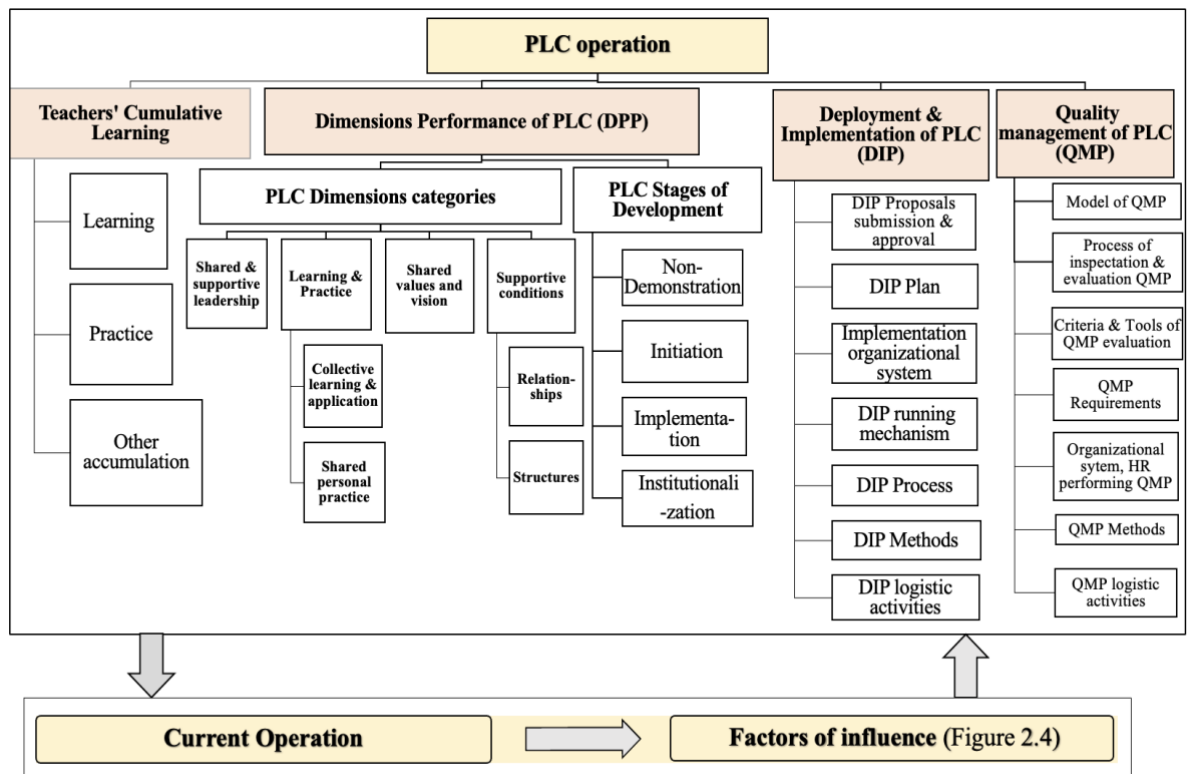 PLC operation
Teachers' Cumulative
Learning
Learning
Practice
Other
accumulation
Dimensions Performance of PLC (DPP)
PLC Dimensions categories
Shared &
supportive
leadership
Learning &
Practice
Collective
learning &
application
Shared
personal
practice
Shared
values and
vision
Supportive
conditions
Relation-
ships
Structures
PLC Stages of
Development
Non-
Demonstration
Initiation
Implementa-
tion
Institutionali
-zation
Deployment &
Implementation of PLC
(DIP)
DIP Proposals
submission &
approval
DIP Plan
Implementation
organizational
system
DIP running
mechanism
DIP Process
DIP Methods
DIP logistic
activities
Quality
management of PLC
(QMP)
Model of QMP
Process of
inspectation &
evaluation QMP
Criteria & Tools of
QMP evaluation
QMP
Requirements
Organizational
sytem, HR
performing QMP
QMP Methods
QMP logistic
activities
Current Operation
Factors of influence (Figure 2.4)